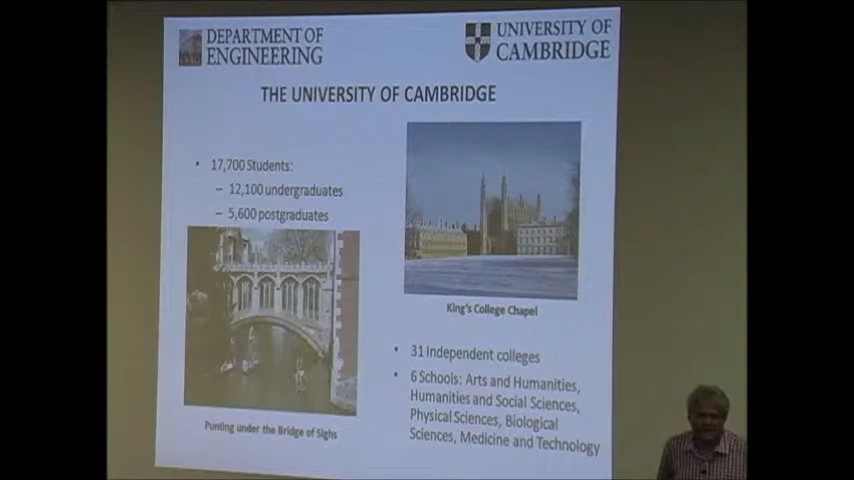 DEPARTMENT OF
ENGINEERING
UNIVERSITY OF
CAMBRIDGE
THE UNIVERSITY OF CAMBRIDGE
• 17,700 Students:
– 12,100 undergraduates
– 5,600 postgraduates
King's College Chapel
• 31 Independent colleges
• 6 Schools: Arts and Humanities,
Humanities and Social Sciences,
Physical Sciences, Biological
Sciences, Medicine and Technology
Punting under the Bridge of Sighs